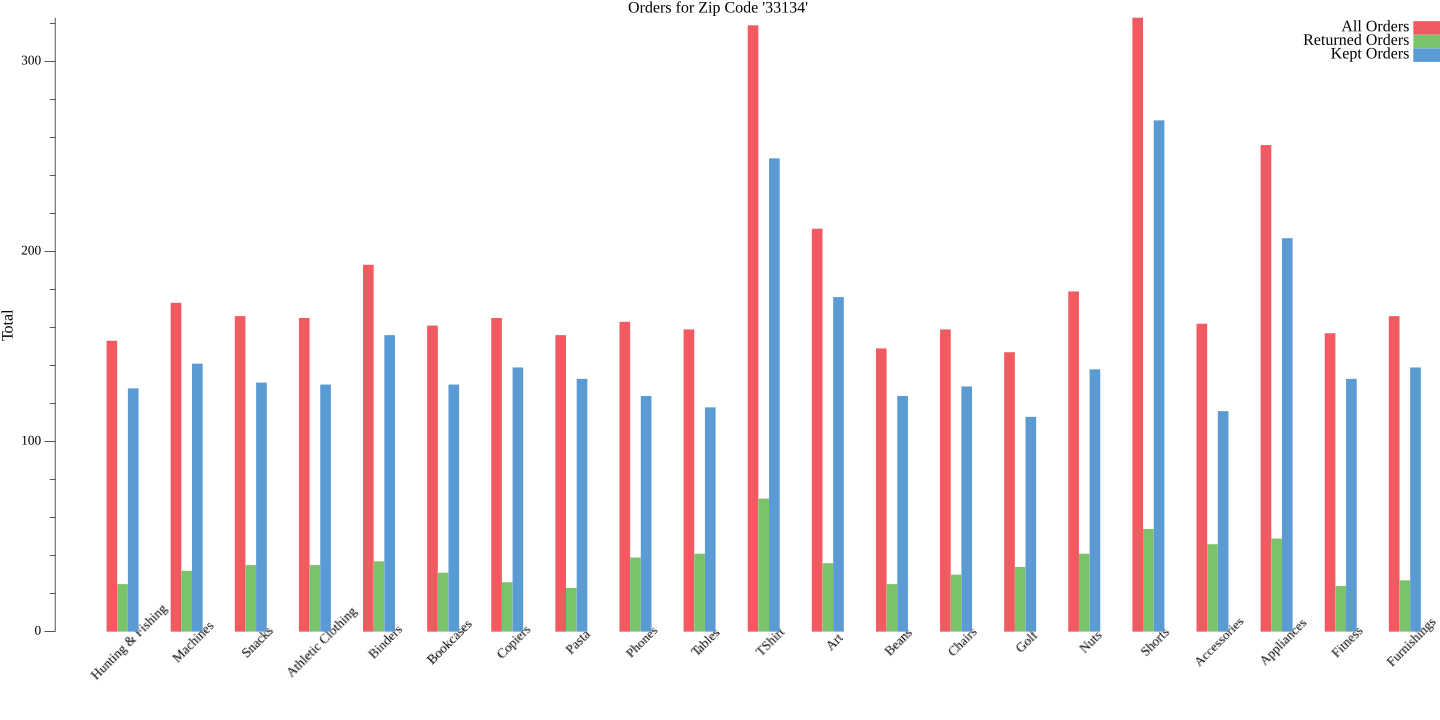 Orders for Zip Code '33134'
All Orders
Returned Orders
Kept Orders
300
200
100
0
Total
Hunting & Fishing
Machines
Snacks
Athletic Clothing
Binders
Bookcases
Copiers
Pasta
Phones
Tables
TShirt
Art
Beans
Chairs
Golf
Nuts
Shorts
Accessories
Appliances
Fitness
Furnishings